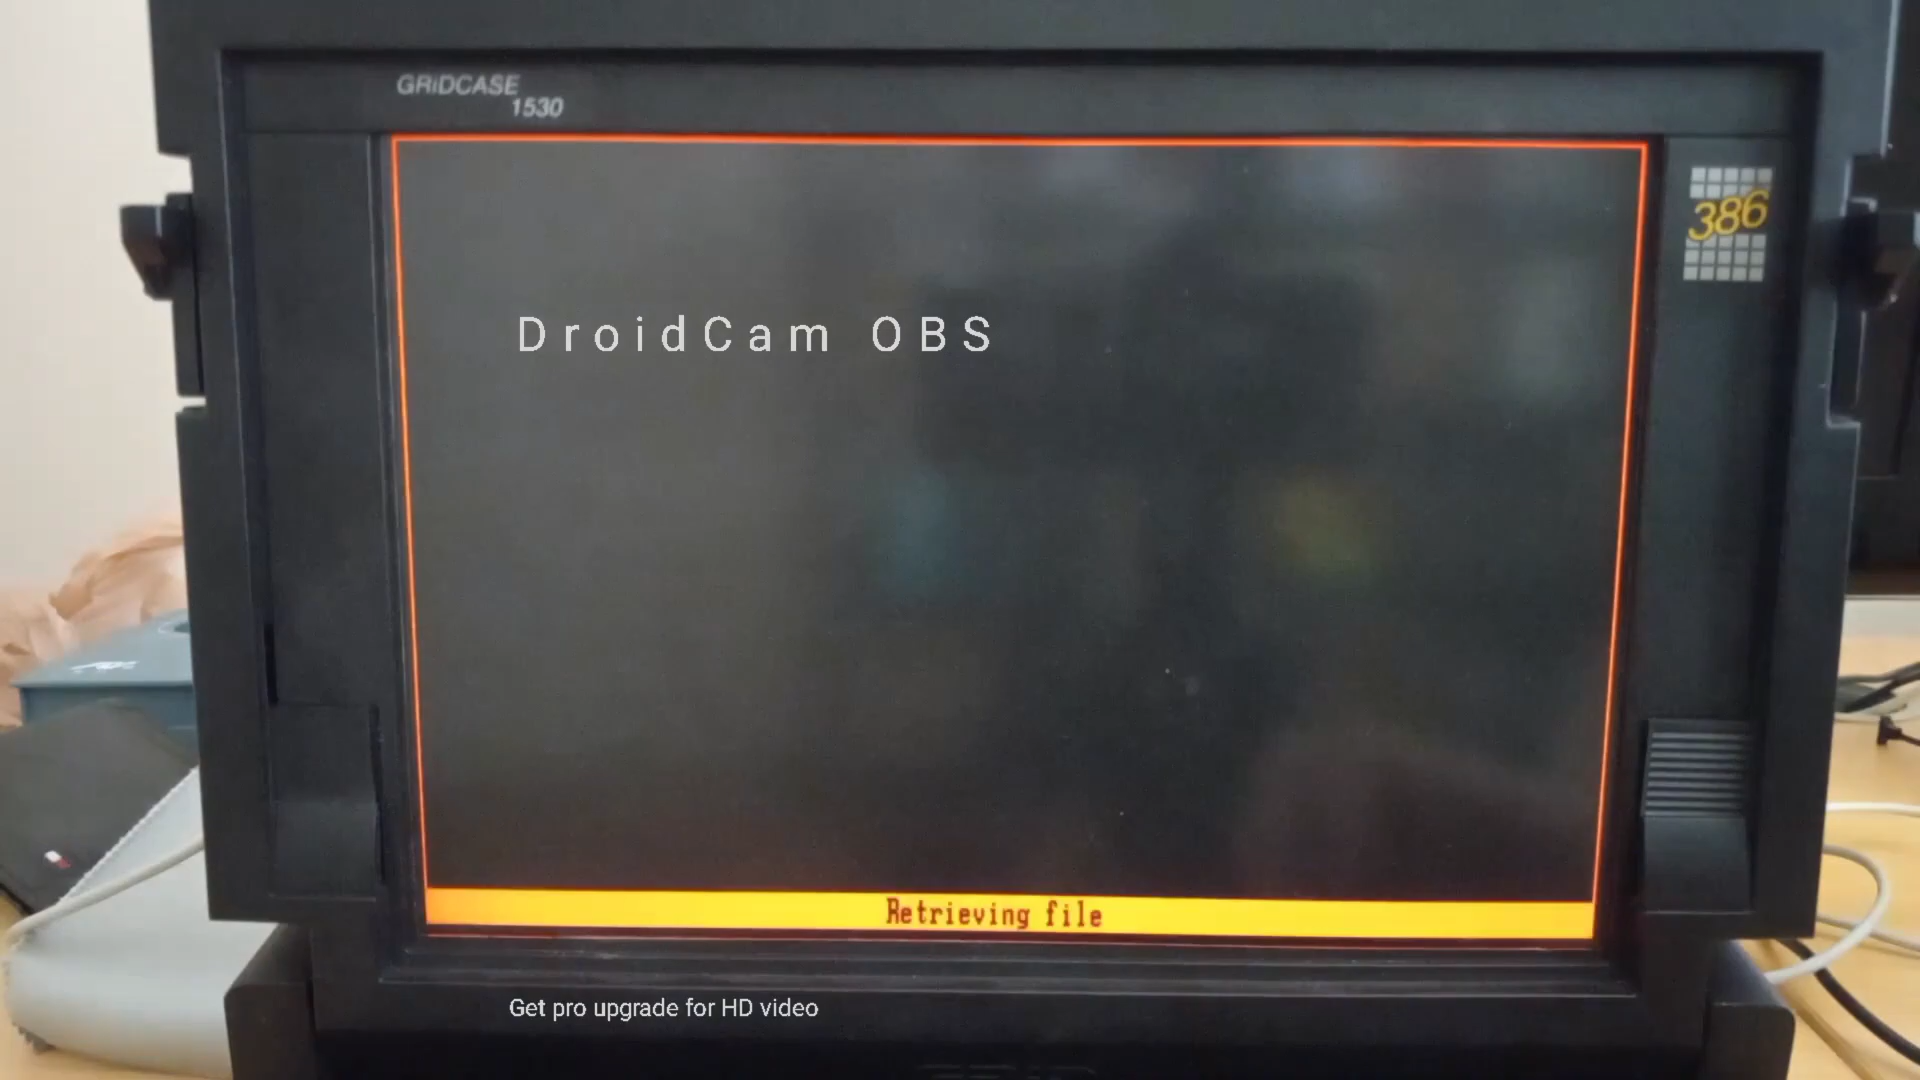 GRiDCASE
1530
386
DroidCam OBS
Retrieving file
Get pro upgrade for HD video